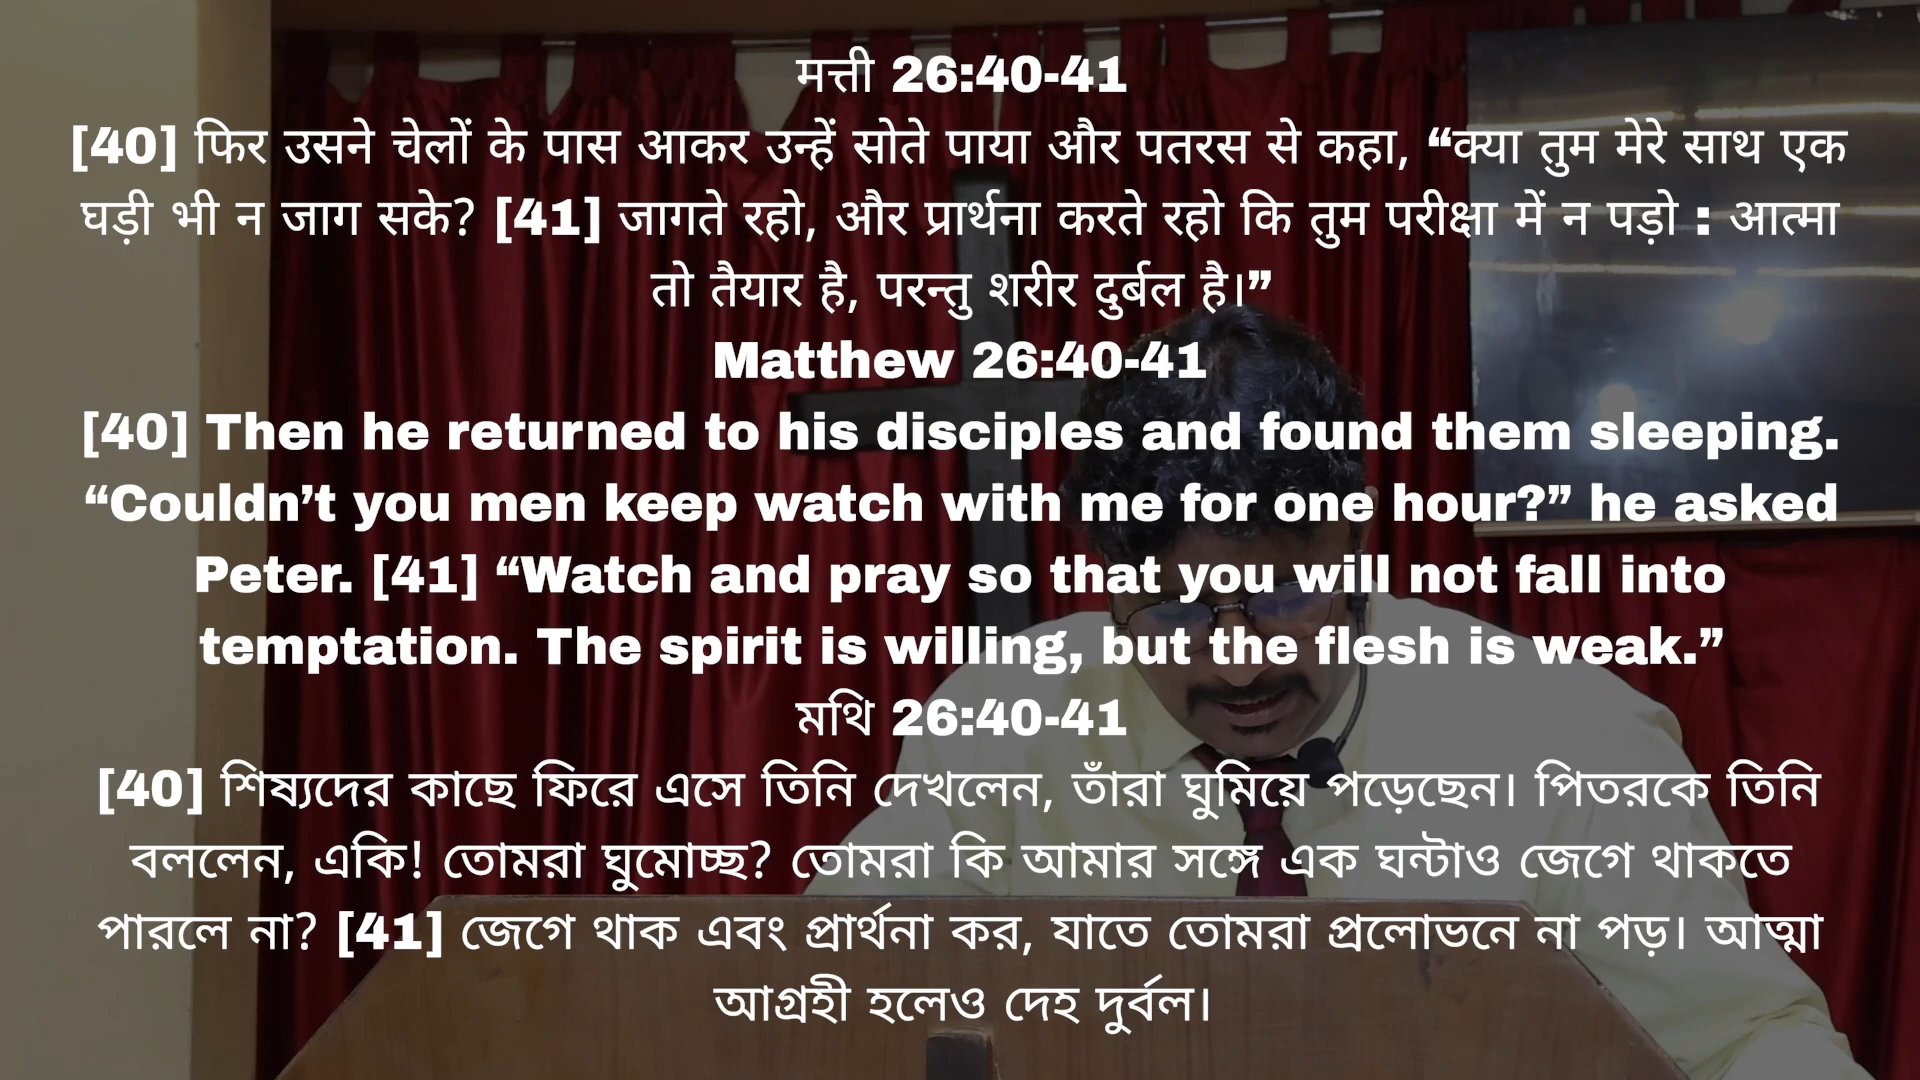 मत्ती 26:40-41
[40] फिर उसने चेलों के पास आकर उन्हें सोते पाया और पतरस से कहा, “क्या तुम मेरे साथ एक
घड़ी भी न जाग सके? [41] जागते रहो, और प्रार्थना करते रहो कि तुम परीक्षा में न पड़ो : आत्मा
तो तैयार है, परन्तु शरीर दुर्बल है।”
Matthew 26:40-41
[40] Then he returned to his disciples and found them sleeping.
“Couldn’t you men keep watch with me for one hour?” he asked
Peter. [41] “Watch and pray so that you will not fall into
temptation. The spirit is willing, but the flesh is weak.”
মথি 26:40-41
[40] শিষ্যদের কাছে ফিরে এসে তিনি দেখলেন, তাঁরা ঘুমিয়ে পড়েছেন। পিতরকে তিনি
বললেন, একি! তোমরা ঘুমোচ্ছ? তোমরা কি আমার সঙ্গে এক ঘন্টাও জেগে থাকতে
পারলে না? [41] জেগে থাক এবং প্রার্থনা কর, যাতে তোমরা প্রলোভনে না পড়। আত্মা
আগ্রহী হলেও দেহ দুর্বল।